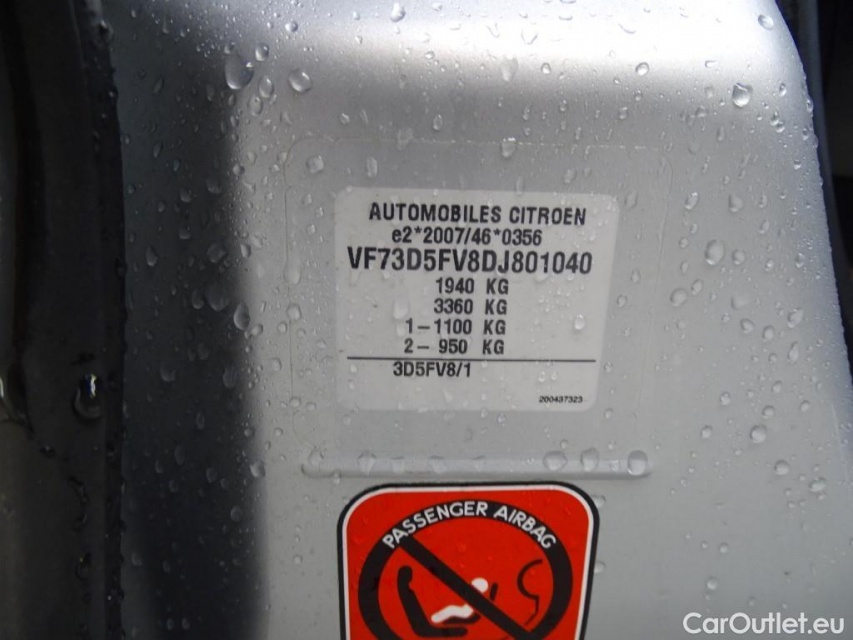 AUTOMOBILES CITROEN
e2*2007/46*0356
VF73D5FV8DJ801040
1940 KG
3360 KG
1-1100 KG
2-950 KG
3D5FV8/1
200437323
PASSENGER AIRBAG
CarOutlet.eu